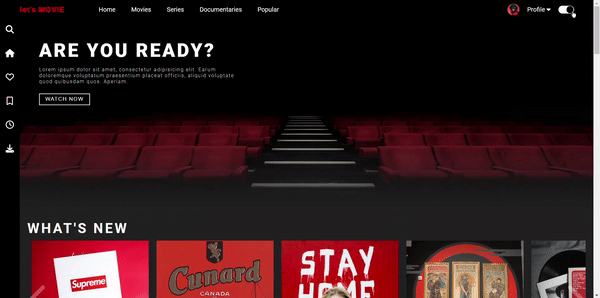 let's MOVIE
Home Movies Series Documentaries Popular
Profile
ARE YOU READY?
Lorem ipsum dolor sit amet, consectetur adipisicing elit. Earum
doloremque voluptatum praesentium placeat officiis, aliquid voluptate
quod quibusdam quos. Aperiam.
WATCH NOW
WHAT'S NEW
Supreme
Cunard
CANADA
STAY
HOME